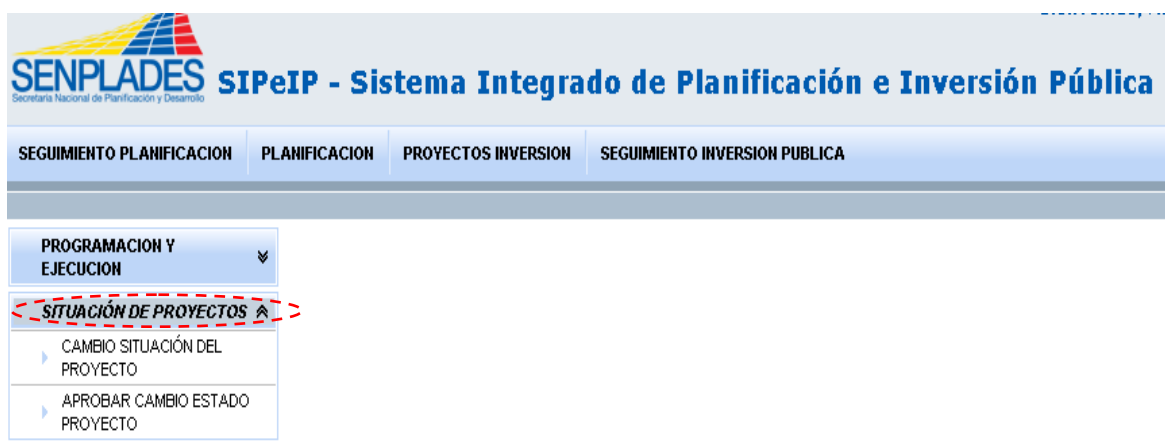 SENPLADES
Secretaria Nacional de Planificación y Desarrollo
SIPeIP - Sistema Integrado de Planificación e Inversión Pública
SEGUIMIENTO PLANIFICACION PLANIFICACION PROYECTOS INVERSION SEGUIMIENTO INVERSION PUBLICA
PROGRAMACION Y
EJECUCION
SITUACIÓN DE PROYECTOS
CAMBIO SITUACIÓN DEL
PROYECTO
APROBAR CAMBIO ESTADO
PROYECTO